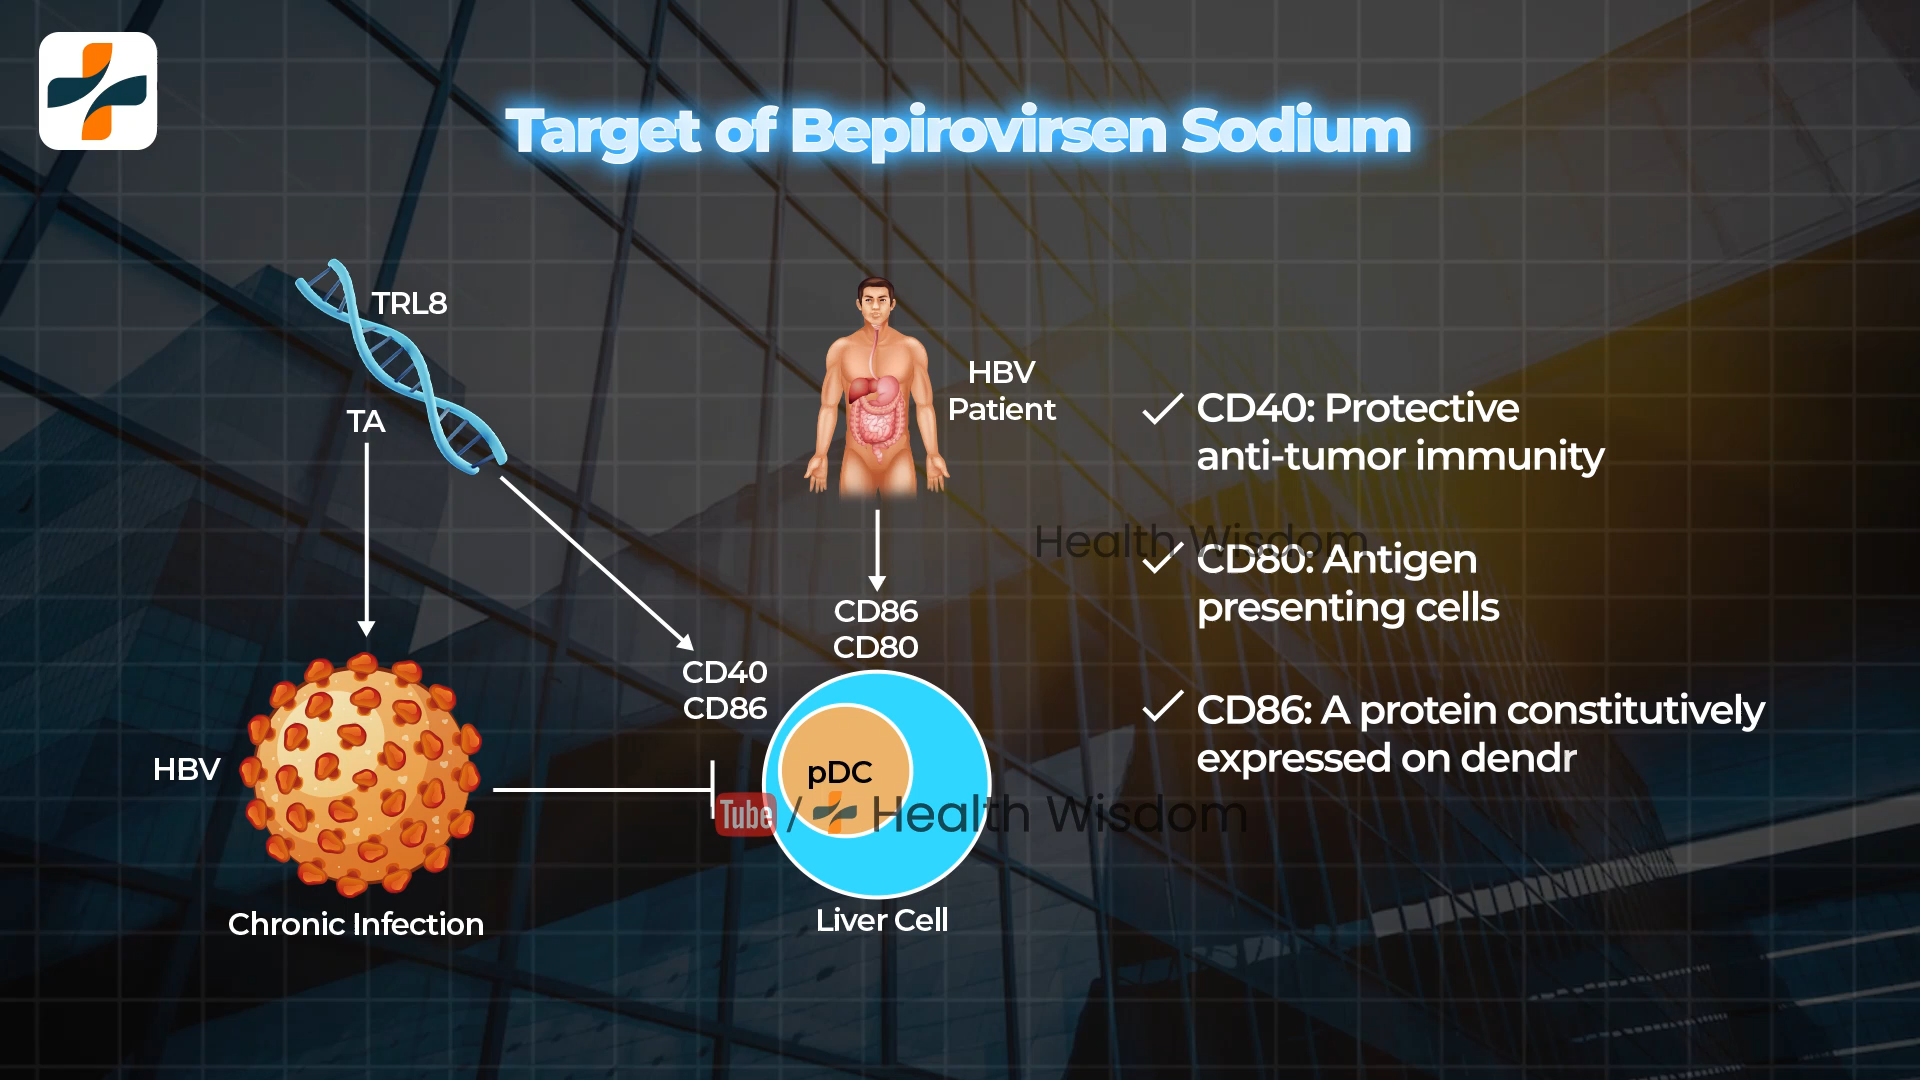 Target of Bepirovirsen Sodium
TRL8
TA
HBV
Patient
CD86
CD80
CD40
CD86
pDC
HBV
Chronic Infection
Liver Cell
CD40: Protective
anti-tumor immunity
CD80: Antigen
presenting cells
CD86: A protein constitutively
expressed on dendr
Health Wisdom
Tube / Health Wisdom